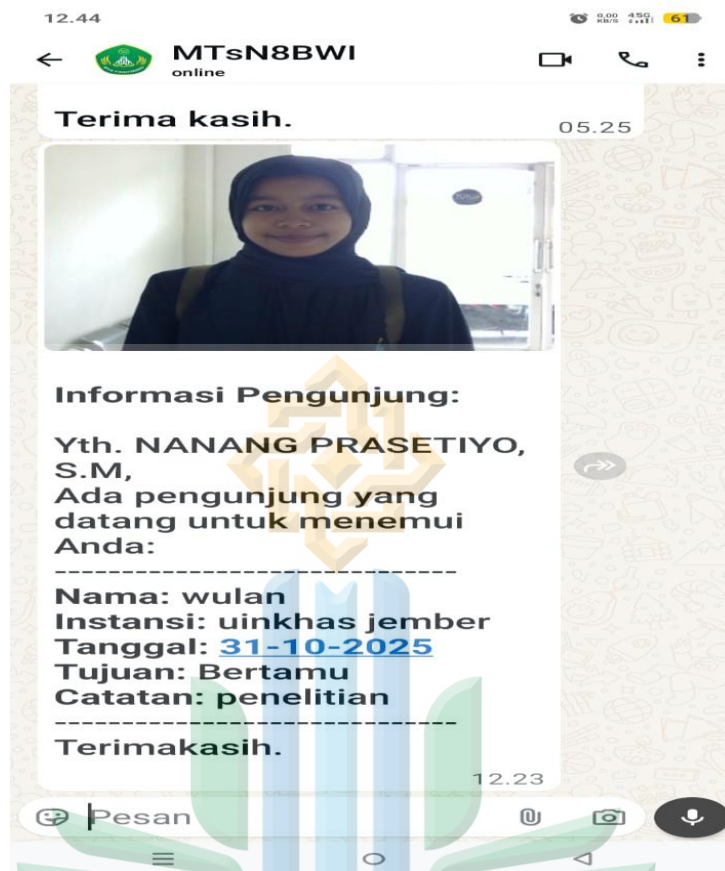 12.44
0,00 KB/S 4.5G 61
MTsN8BWI
online
Terima kasih.
05.25
Informasi Pengunjung:
Yth. NANANG PRASETIYO,
S.M,
Ada pengunjung yang
datang untuk menemui
Anda:
------------------------------
Nama: wulan
Instansi: uinkhas jember
Tanggal: 31-10-2025
Tujuan: Bertamu
Catatan: penelitian
------------------------------
Terimakasih.
12.23
Pesan